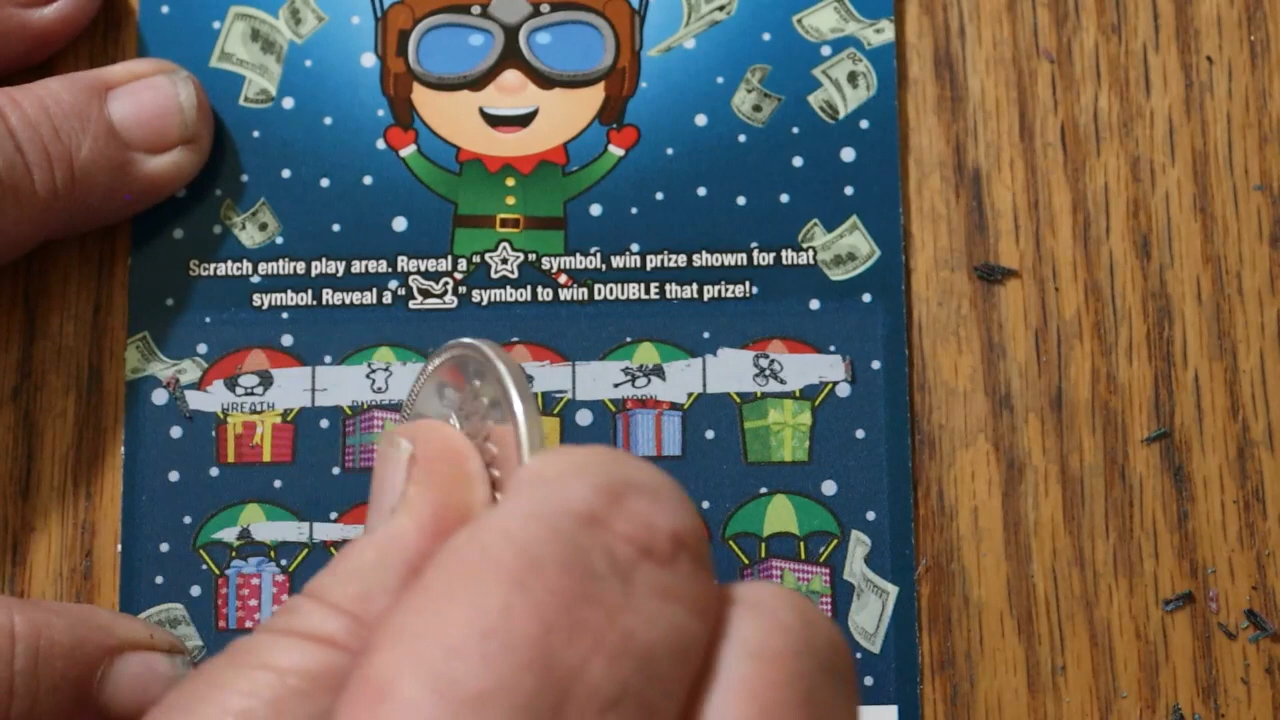 Scratch entire play area. Reveal a “ ” symbol, win prize shown for that
symbol. Reveal a “ ” symbol to win DOUBLE that prize!
WREATH HORN